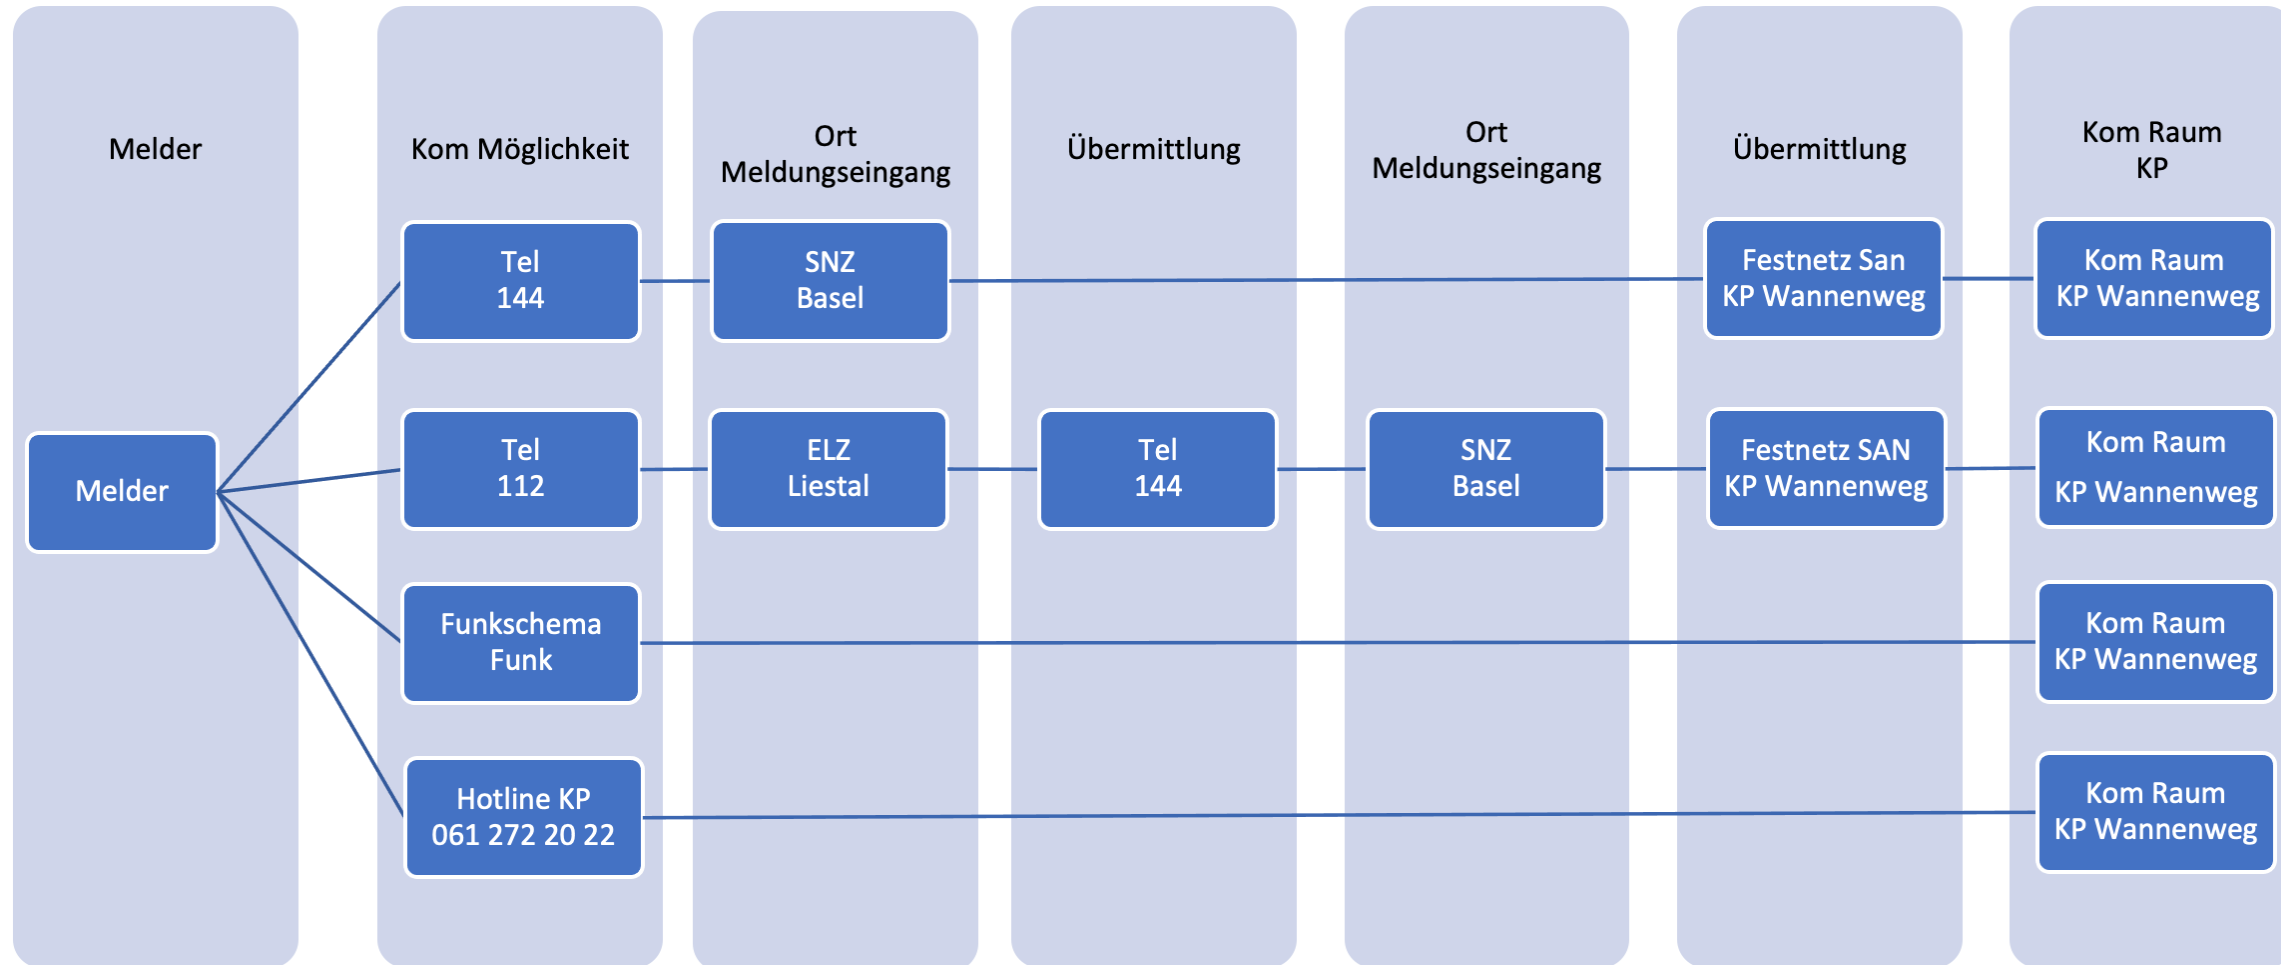 Melder
Kom Möglichkeit
Ort
Meldungseingang
Übermittlung
Ort
Meldungseingang
Übermittlung
Kom Raum
KP
Tel
144
SNZ
Basel
Festnetz San
KP Wannenweg
Kom Raum
KP Wannenweg
Melder
Tel
112
ELZ
Liestal
Tel
144
SNZ
Basel
Festnetz SAN
KP Wannenweg
Kom Raum
KP Wannenweg
Funkschema
Funk
Kom Raum
KP Wannenweg
Hotline KP
061 272 20 22
Kom Raum
KP Wannenweg